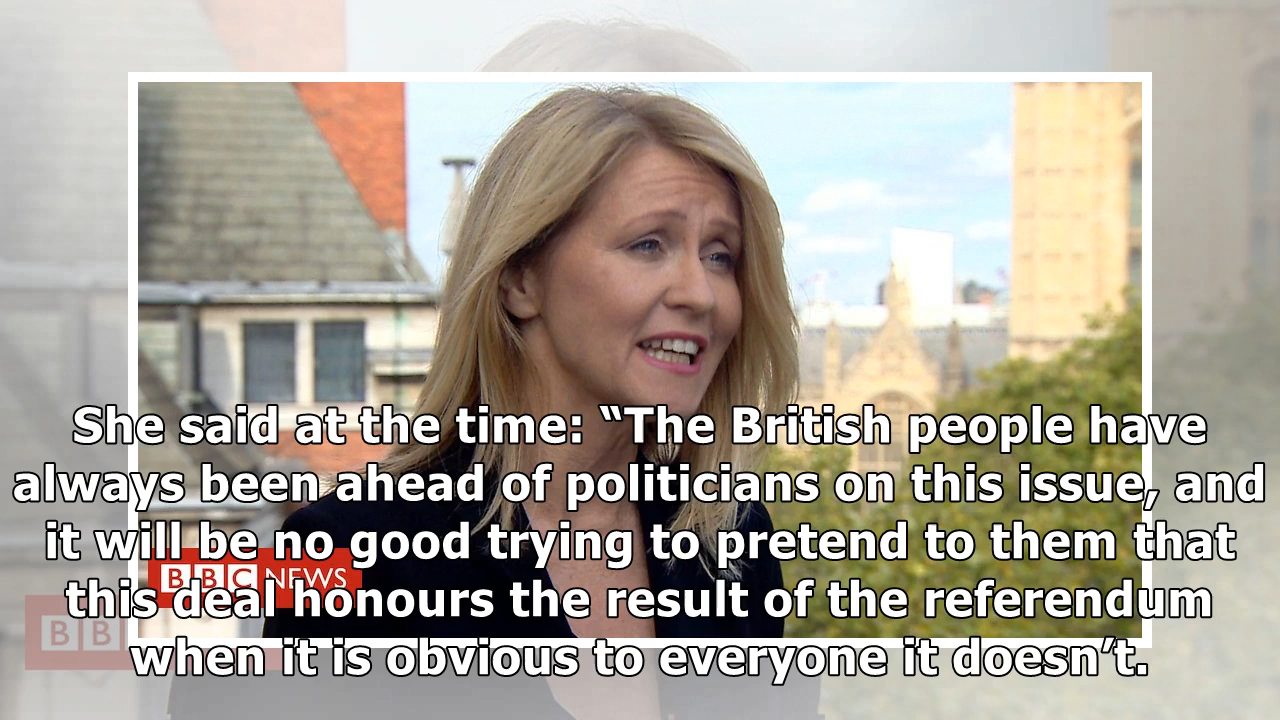 She said at the time: “The British people have
always been ahead of politicians on this issue, and
it will be no good trying to pretend to them that
BBC NEWS
this deal honours the result of the referendum
BB
when it is obvious to everyone it doesn’t.